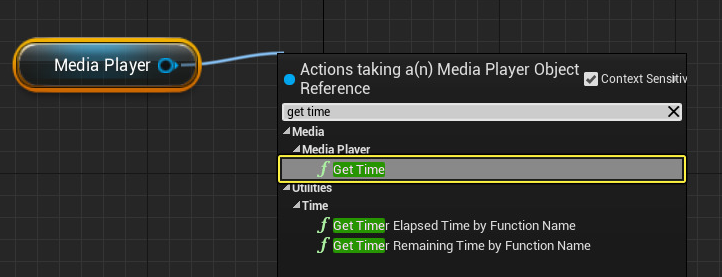 Media Player
Actions taking a(n) Media Player Object
Reference
Context Sensitiv
get time
Media
Media Player
f Get Time
Utilities
Time
f Get Timer Elapsed Time by Function Name
f Get Timer Remaining Time by Function Name